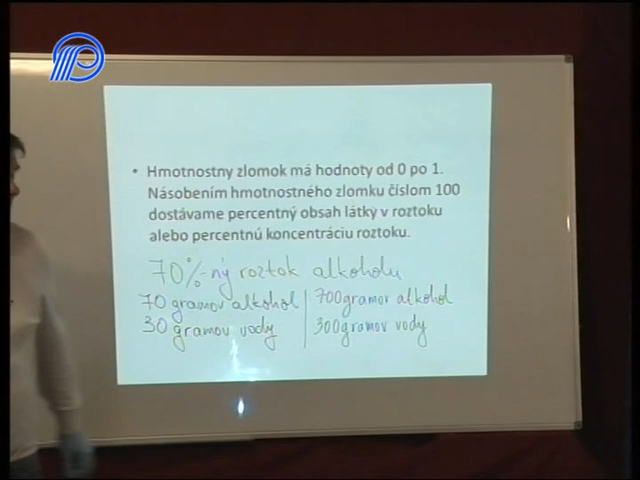 • Hmotnostny zlomok má hodnoty od 0 po 1.
Násobením hmotnostného zlomku číslom 100
dostávame percentný obsah látky v roztoku
alebo percentnú koncentráciu roztoku.
70%-ný roztok alkoholu
70 gramov alkohol | 700 gramov alkohol
30 gramov vody | 300 gramov vody